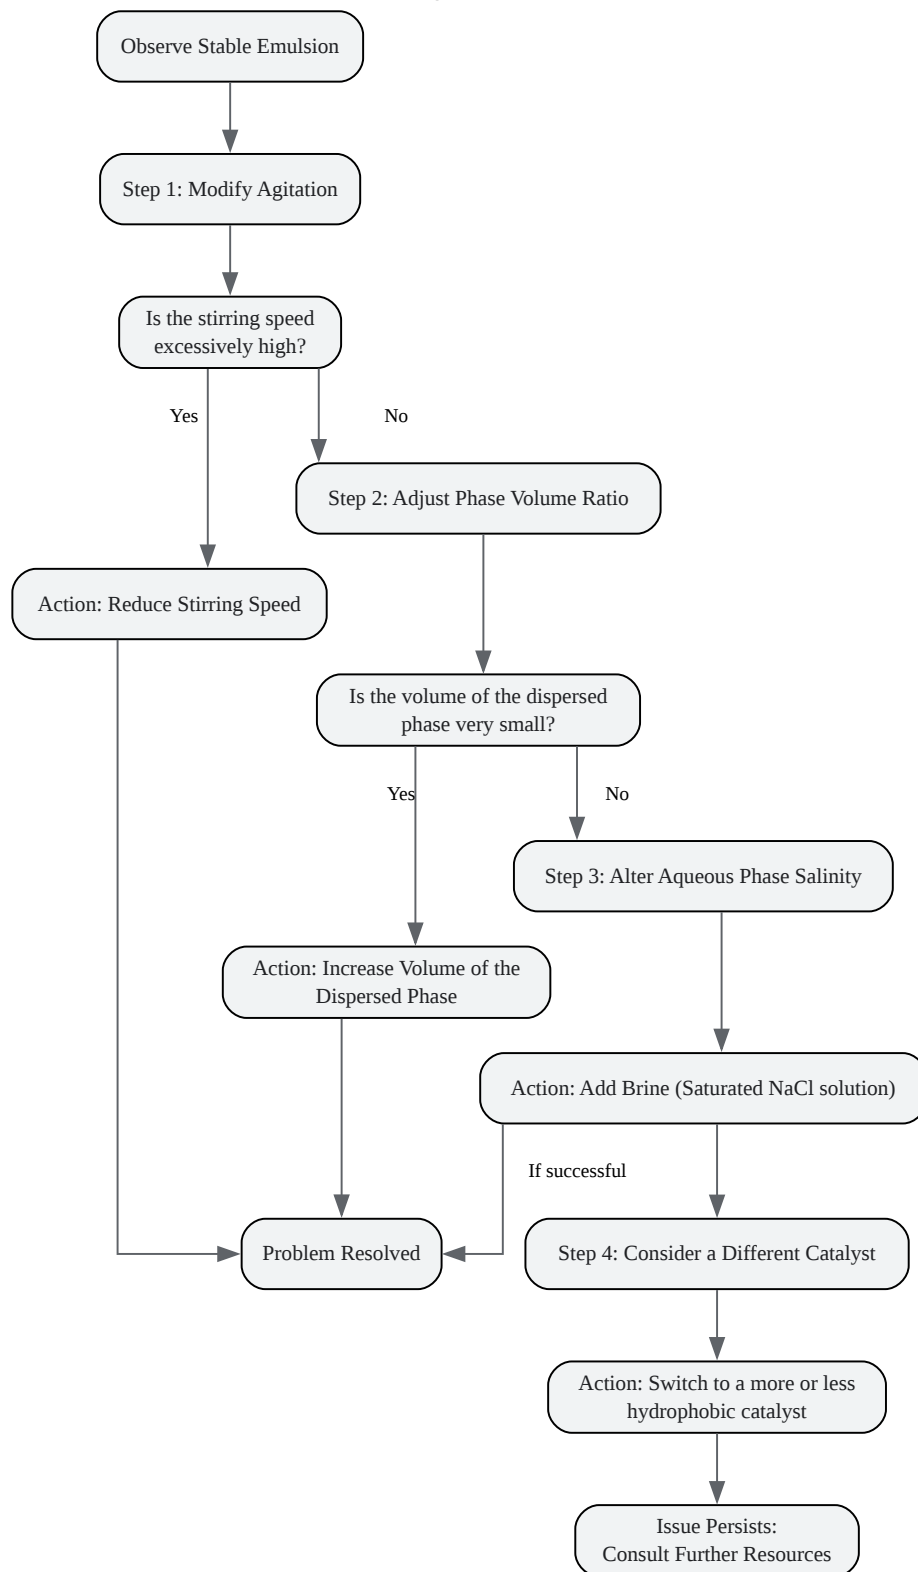 Observe Stable Emulsion
Step 1: Modify Agitation
Is the stirring speed
excessively high?
Yes
No
Step 2: Adjust Phase Volume Ratio
Action: Reduce Stirring Speed
Is the volume of the dispersed
phase very small?
Yes
No
Step 3: Alter Aqueous Phase Salinity
Action: Increase Volume of the
Dispersed Phase
Action: Add Brine (Saturated NaCl solution)
If successful
Problem Resolved
Step 4: Consider a Different Catalyst
Action: Switch to a more or less
hydrophobic catalyst
Issue Persists:
Consult Further Resources